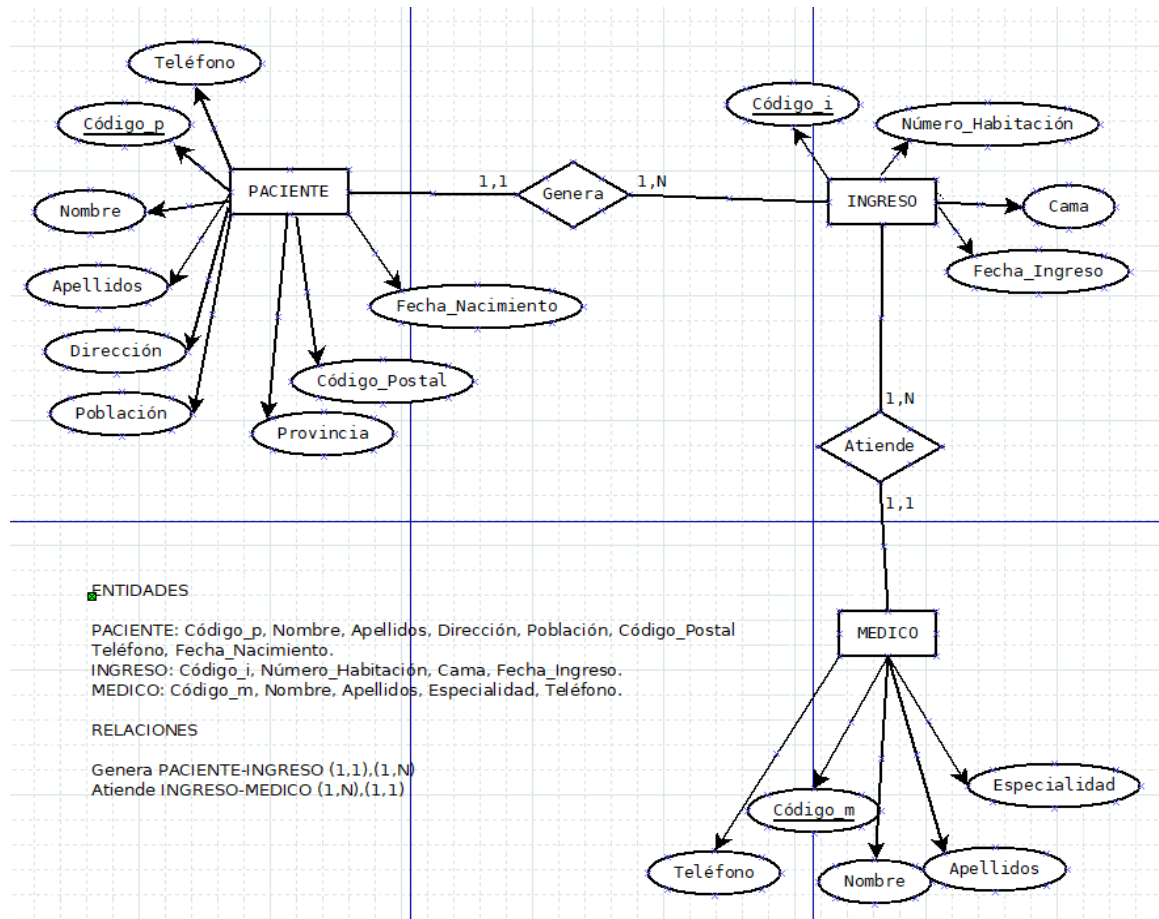 Teléfono
Código_p
Nombre
Apellidos
Dirección
Población
PACIENTE
Fecha_Nacimiento
Código_Postal
Provincia
1,1
Genera
1,N
Código_i
Número_Habitación
INGRESO
Cama
Fecha_Ingreso
1,N
Atiende
1,1
MEDICO
Especialidad
Código_m
Teléfono
Nombre
Apellidos
ENTIDADES
PACIENTE: Código_p, Nombre, Apellidos, Dirección, Población, Código_Postal
Teléfono, Fecha_Nacimiento.
INGRESO: Código_i, Número_Habitación, Cama, Fecha_Ingreso.
MEDICO: Código_m, Nombre, Apellidos, Especialidad, Teléfono.
RELACIONES
Genera PACIENTE-INGRESO (1,1),(1,N)
Atiende INGRESO-MEDICO (1,N),(1,1)